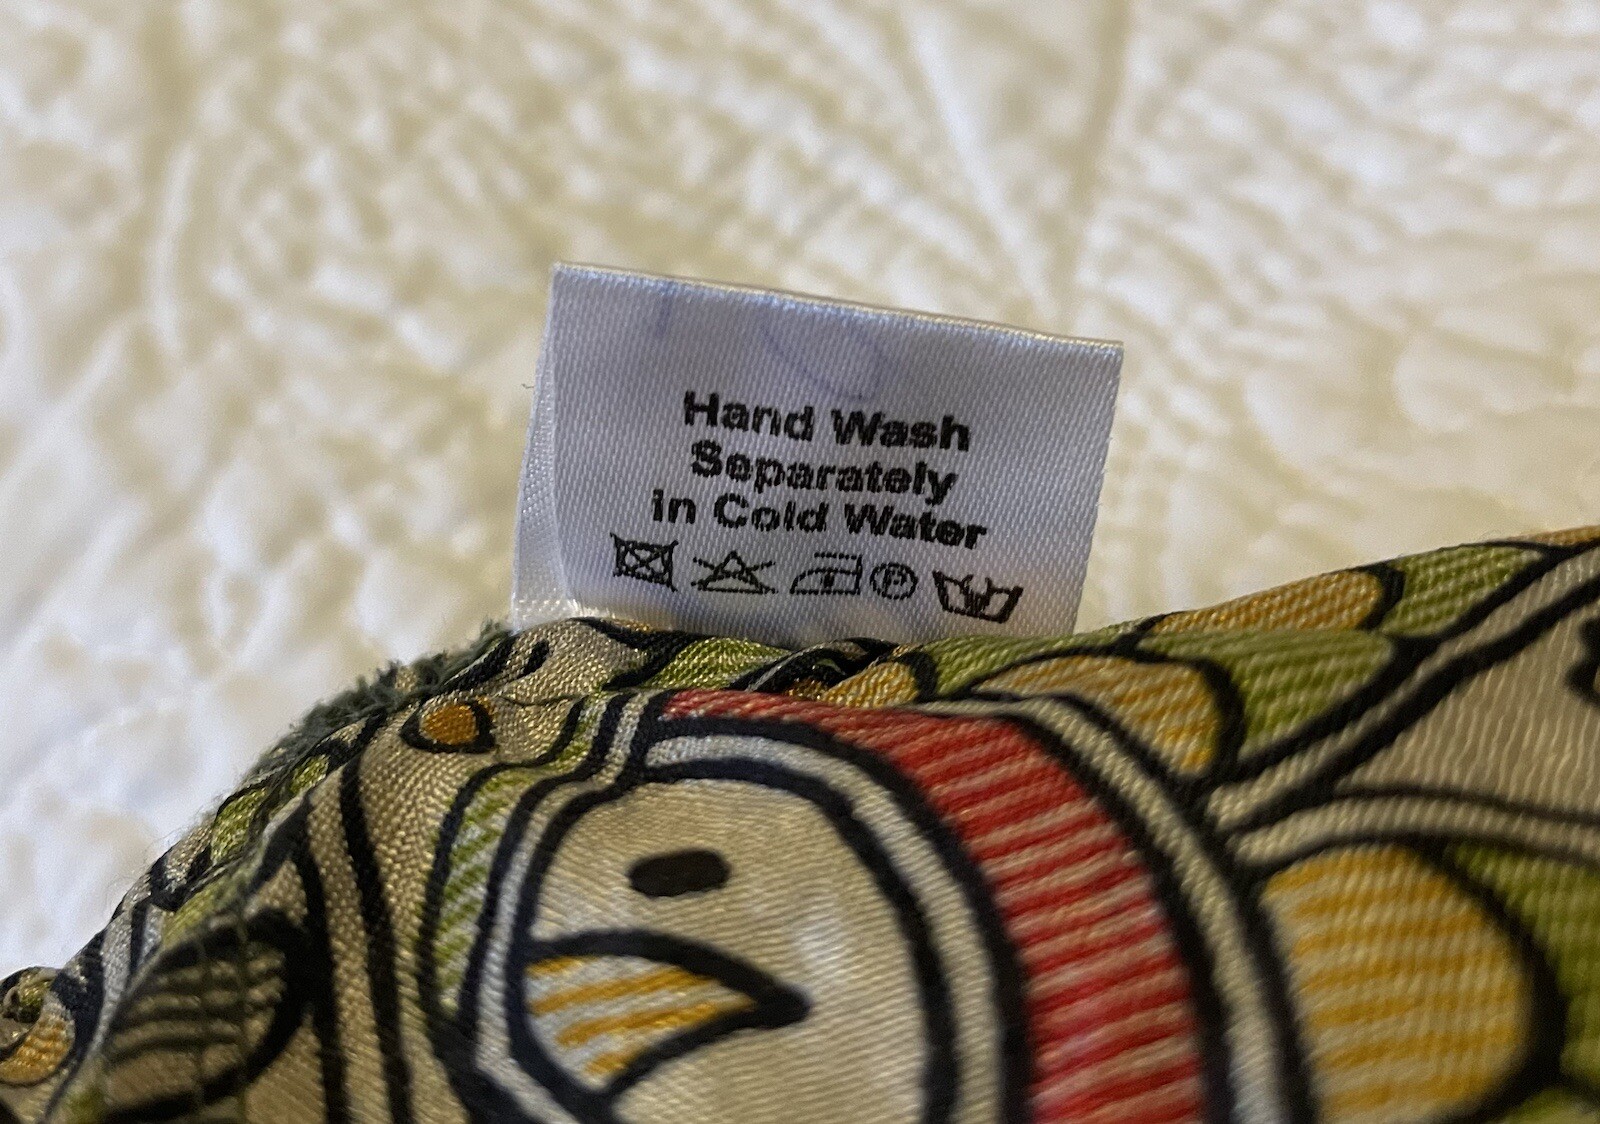 Hand Wash
Separately
in Cold Water
P